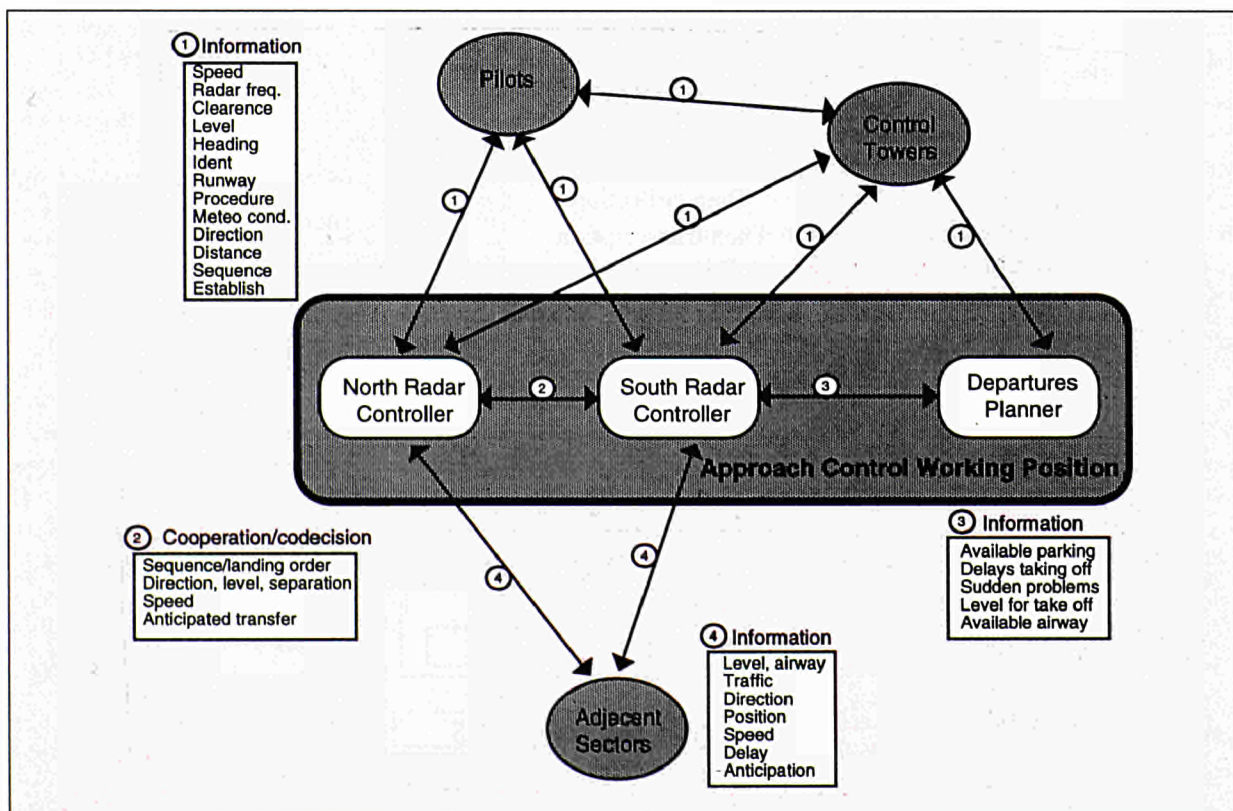 1 Information
Speed
Radar freq.
Clearence
Level
Heading
Ident
Runway
Procedure
Meteo cond.
Direction
Distance
Sequence
Establish
Pilots
1
Control
Towers
1
1
1
1
1
North Radar
Controller
2
South Radar
Controller
3
Departures
Planner
Approach Control Working Position
2 Cooperation/codecision
Sequence/landing order
Direction, level, separation
Speed
Anticipated transfer
4
4
3 Information
Available parking
Delays taking off
Sudden problems
Level for take off
Available airway
4 Information
Level, airway
Traffic
Direction
Position
Speed
Delay
Anticipation
Adjacent
Sectors